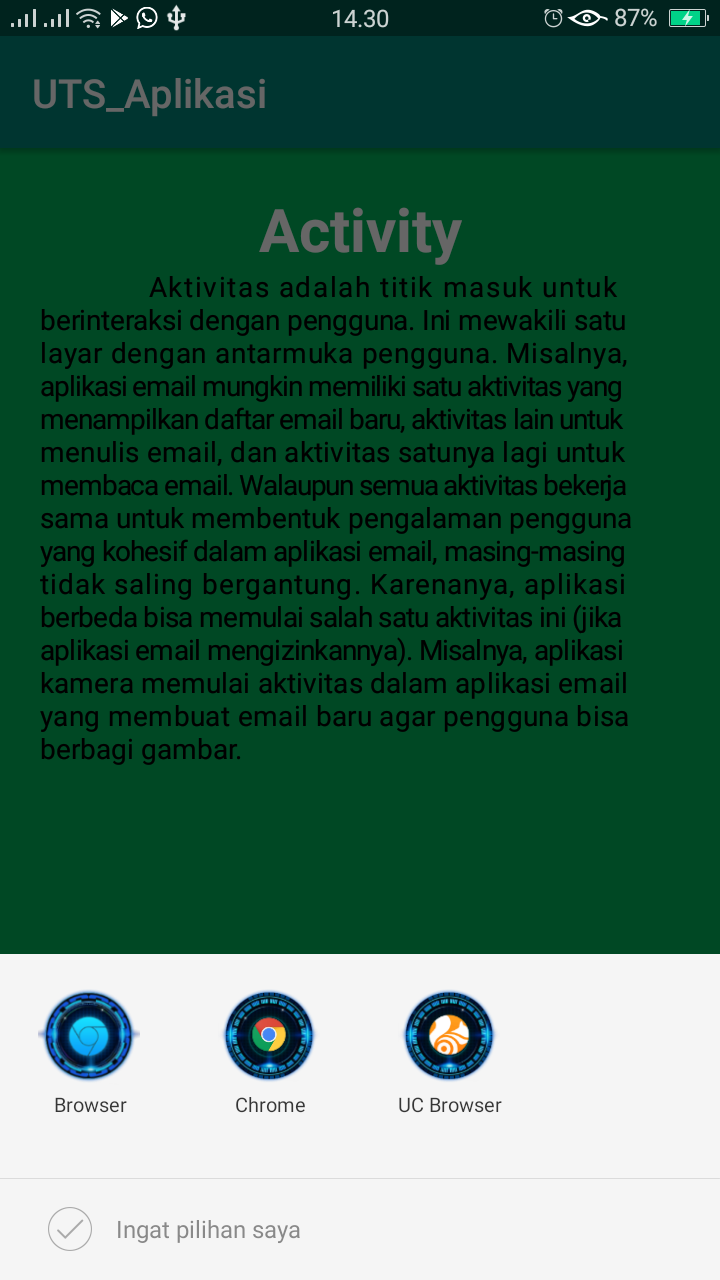 14.30
87%
UTS_Aplikasi
Activity
Aktivitas adalah titik masuk untuk
berinteraksi dengan pengguna. Ini mewakili satu
layar dengan antarmuka pengguna. Misalnya,
aplikasi email mungkin memiliki satu aktivitas yang
menampilkan daftar email baru, aktivitas lain untuk
menulis email, dan aktivitas satunya lagi untuk
membaca email. Walaupun semua aktivitas bekerja
sama untuk membentuk pengalaman pengguna
yang kohesif dalam aplikasi email, masing-masing
tidak saling bergantung. Karenanya, aplikasi
berbeda bisa memulai salah satu aktivitas ini (jika
aplikasi email mengizinkannya). Misalnya, aplikasi
kamera memulai aktivitas dalam aplikasi email
yang membuat email baru agar pengguna bisa
berbagi gambar.
Browser
Chrome
UC Browser
Ingat pilihan saya